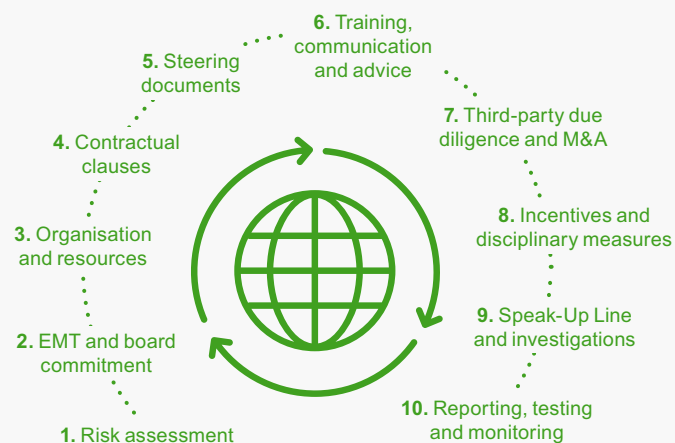 6. Training,
communication
and advice
5. Steering
documents
7. Third-party due
diligence and M&A
4. Contractual
clauses
8. Incentives and
disciplinary measures
3. Organisation
and resources
9. Speak-Up Line
and investigations
2. EMT and board
commitment
10. Reporting, testing
and monitoring
1. Risk assessment